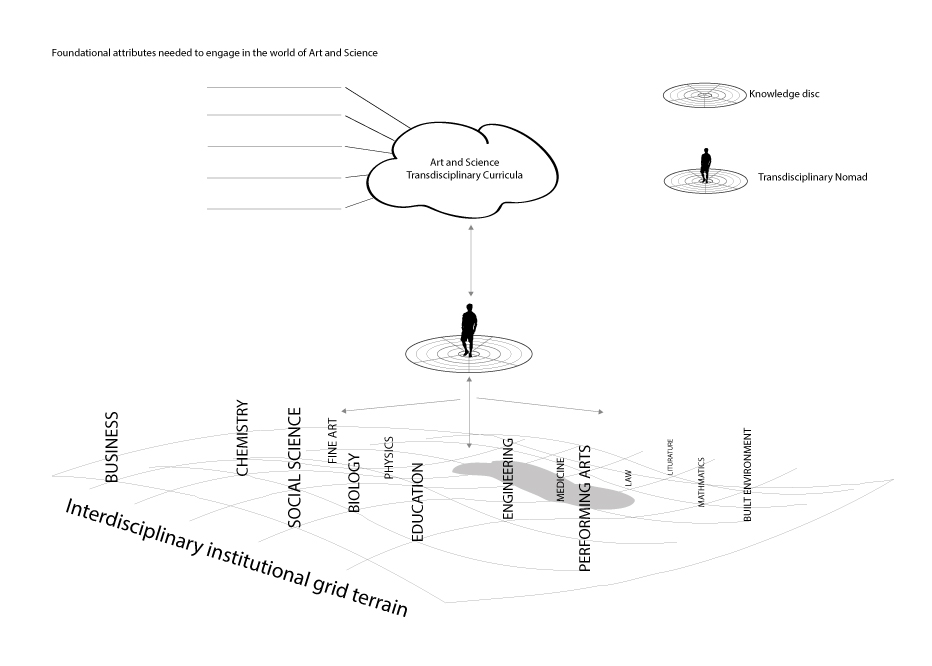 Foundational attributes needed to engage in the world of Art and Science
Knowledge disc
Art and Science
Transdisciplinary Curricula
Transdisciplinary Nomad
BUSINESS
CHEMISTRY
SOCIAL SCIENCE
FINE ART
BIOLOGY
PHYSICS
EDUCATION
ENGINEERING
MEDICINE
PERFORMING ARTS
LAW
LITURATURE
MATHMATICS
BUILT ENVIRONMENT
Interdisciplinary institutional grid terrain